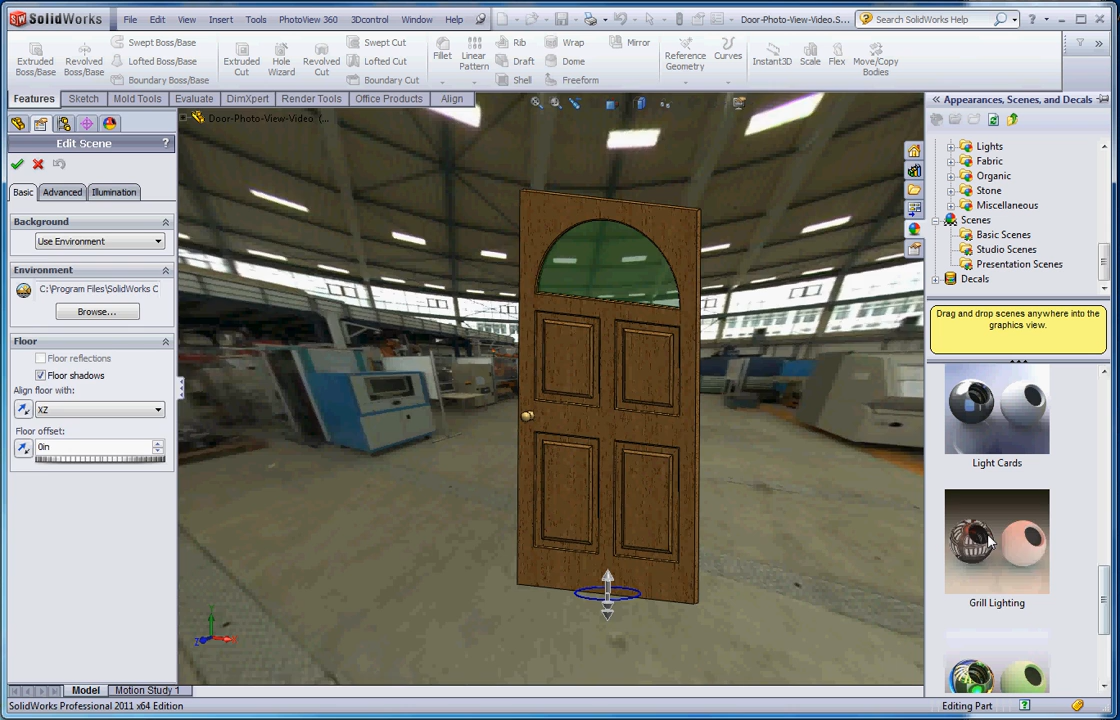 SolidWorks File Edit View Insert Tools PhotoView 360 3Dcontrol Window Help Door-Photo-View-Video.S... Search SolidWorks Help
Extruded Boss/Base
Revolved Boss/Base
Swept Boss/Base
Lofted Boss/Base
Boundary Boss/Base
Extruded Cut
Hole Wizard
Revolved Cut
Swept Cut
Lofted Cut
Boundary Cut
Fillet
Linear Pattern
Rib
Draft
Shell
Wrap
Dome
Freeform
Mirror
Reference Geometry
Curves
Instant3D
Scale
Flex
Move/Copy Bodies
Features Sketch Mold Tools Evaluate DimXpert Render Tools Office Products Align
Door-Photo-View-Video (...
Edit Scene ?
Basic Advanced Illumination
Background
Use Environment
Environment
C:\Program Files\SolidWorks C
Browse...
Floor
Floor reflections
Floor shadows
Align floor with:
XZ
Floor offset:
0in
Z
Appearances, Scenes, and Decals
Lights
Fabric
Organic
Stone
Miscellaneous
Scenes
Basic Scenes
Studio Scenes
Presentation Scenes
Decals
Drag and drop scenes anywhere into the
graphics view.
Light Cards
Grill Lighting
Model Motion Study 1
SolidWorks Professional 2011 x64 Edition Editing Part